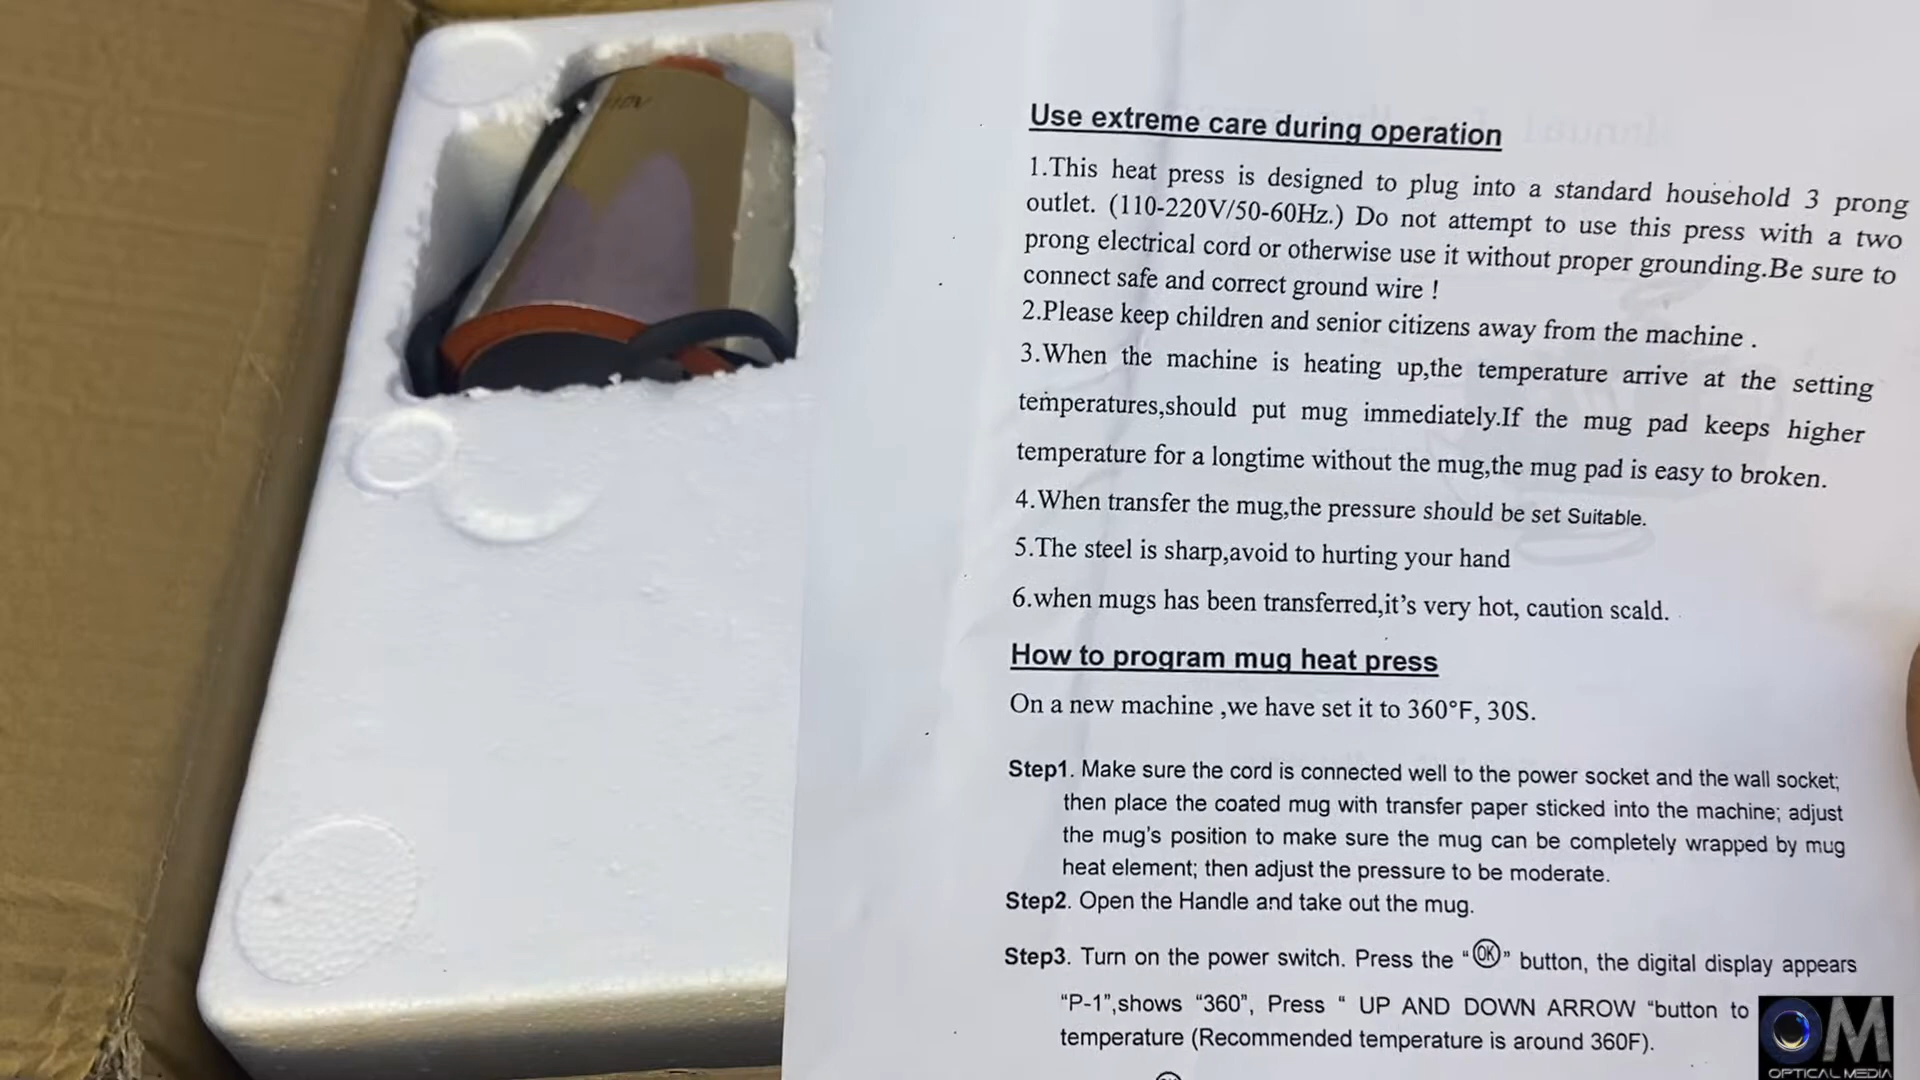 110V
Use extreme care during operation
1.This heat press is designed to plug into a standard household 3 prong
outlet. (110-220V/50-60Hz.) Do not attempt to use this press with a two
prong electrical cord or otherwise use it without proper grounding.Be sure to
connect safe and correct ground wire !
2.Please keep children and senior citizens away from the machine .
3.When the machine is heating up,the temperature arrive at the setting
temperatures,should put mug immediately.If the mug pad keeps higher
temperature for a longtime without the mug,the mug pad is easy to broken.
4.When transfer the mug,the pressure should be set Suitable.
5.The steel is sharp,avoid to hurting your hand
6.when mugs has been transferred,it's very hot, caution scald.
How to program mug heat press
On a new machine ,we have set it to 360°F, 30S.
Step1. Make sure the cord is connected well to the power socket and the wall socket;
then place the coated mug with transfer paper sticked into the machine; adjust
the mug's position to make sure the mug can be completely wrapped by mug
heat element; then adjust the pressure to be moderate.
Step2. Open the Handle and take out the mug.
Step3. Turn on the power switch. Press the “OK” button, the digital display appears
“P-1”,shows “360”, Press “ UP AND DOWN ARROW “button to
temperature (Recommended temperature is around 360F).
OM
OPTICAL MEDIA